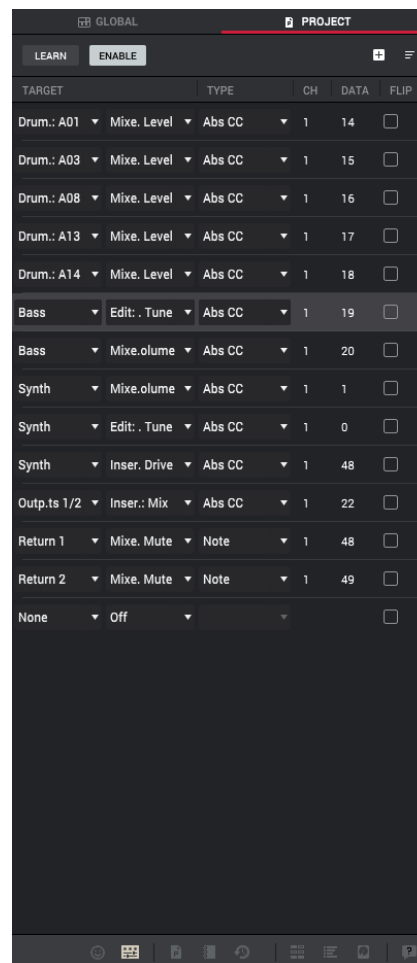 GLOBAL PROJECT
LEARN ENABLE
TARGET TYPE CH DATA FLIP
Drum.: A01 Mixe. Level Abs CC 1 14
Drum.: A03 Mixe. Level Abs CC 1 15
Drum.: A08 Mixe. Level Abs CC 1 16
Drum.: A13 Mixe. Level Abs CC 1 17
Drum.: A14 Mixe. Level Abs CC 1 18
Bass Edit: . Tune Abs CC 1 19
Bass Mixe.olume Abs CC 1 20
Synth Mixe.olume Abs CC 1 1
Synth Edit: . Tune Abs CC 1 0
Synth Inser. Drive Abs CC 1 48
Outp.ts 1/2 Inser.: Mix Abs CC 1 22
Return 1 Mixe. Mute Note 1 48
Return 2 Mixe. Mute Note 1 49
None Off